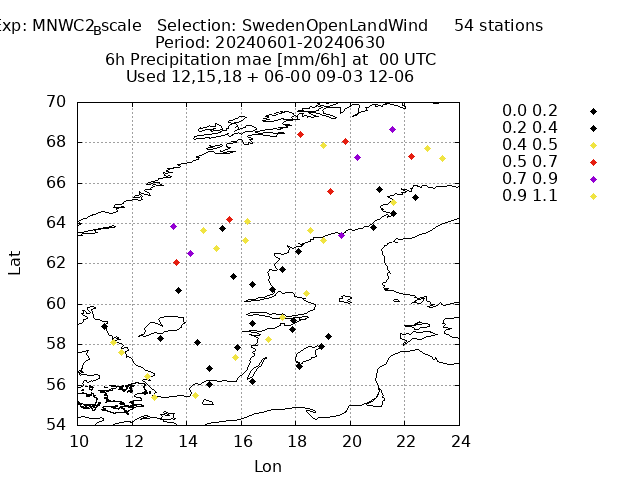 Exp: MNWC2_Bscale Selection: SwedenOpenLandWind 54 stations
Period: 20240601-20240630
6h Precipitation mae [mm/6h] at 00 UTC
Used 12,15,18 + 06-00 09-03 12-06
0.0 0.2
0.2 0.4
0.4 0.5
0.5 0.7
0.7 0.9
0.9 1.1
70
68
66
64
62
60
58
56
54
Lat
10 12 14 16 18 20 22 24
Lon